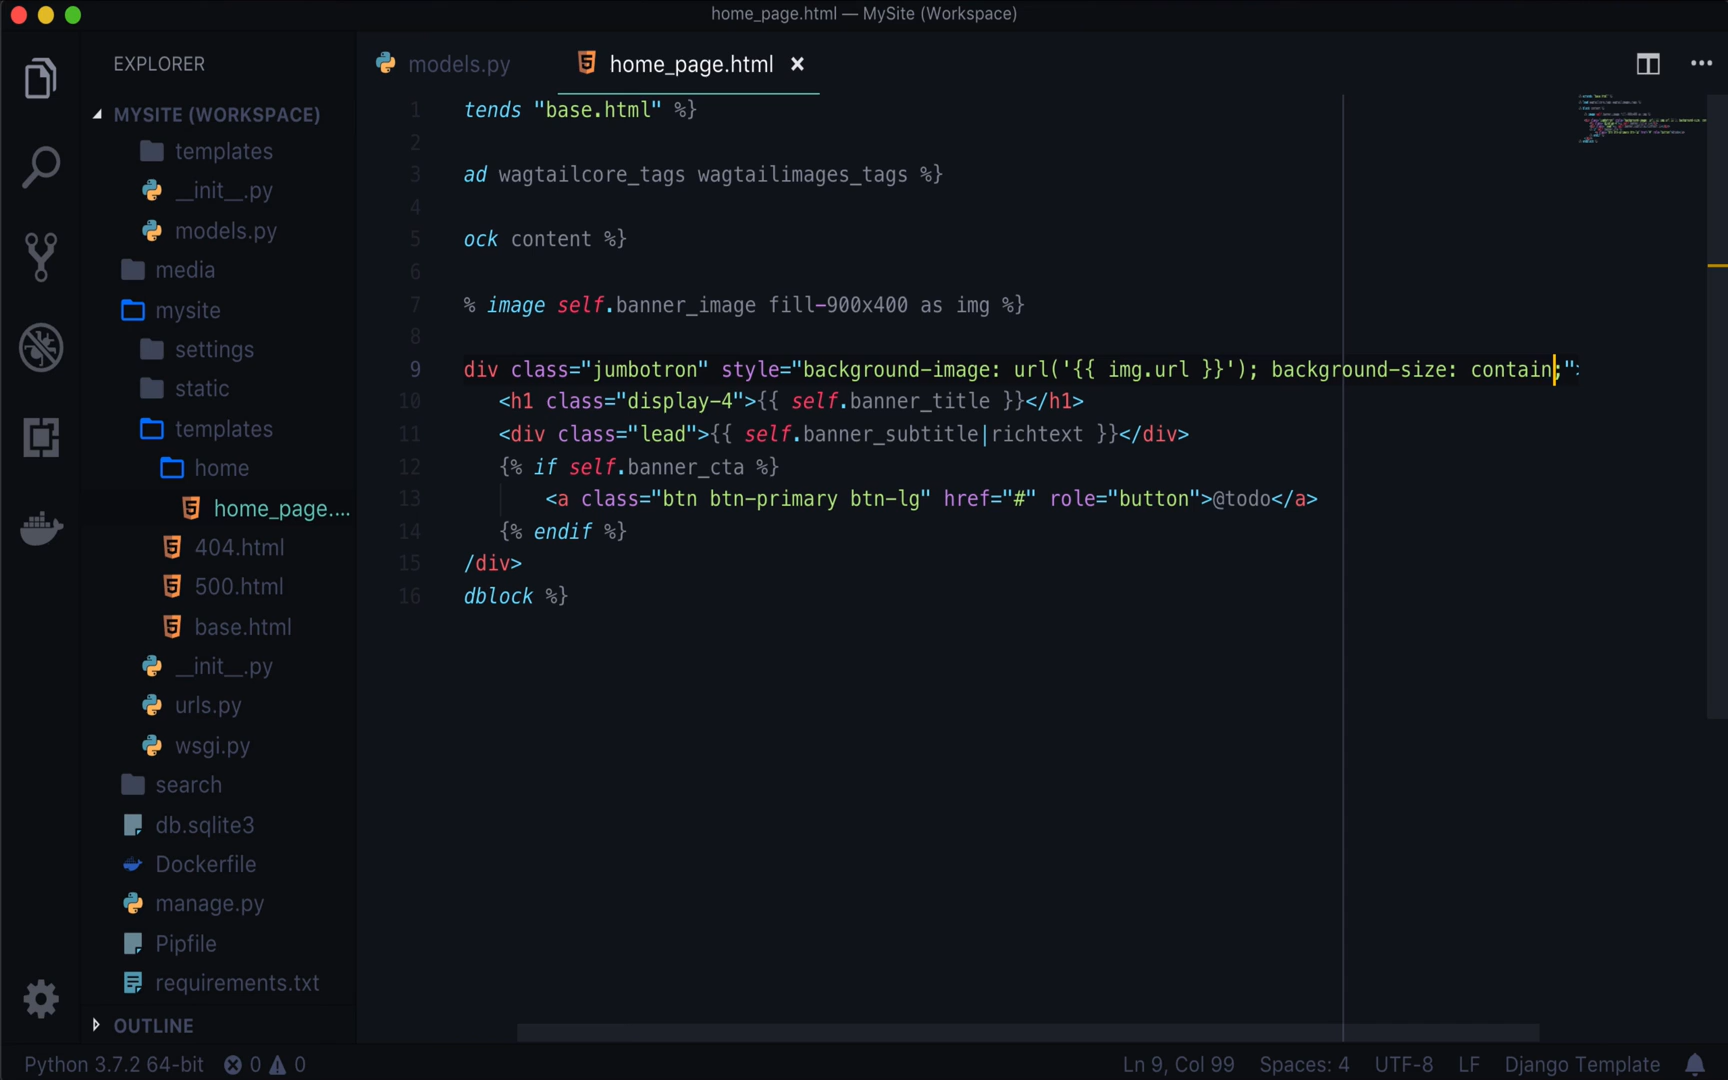 home_page.html — MySite (Workspace)
EXPLORER
MYSITE (WORKSPACE)
templates
__init__.py
models.py
media
mysite
settings
static
templates
home
home_page....
404.html
500.html
base.html
__init__.py
urls.py
wsgi.py
search
db.sqlite3
Dockerfile
manage.py
Pipfile
requirements.txt
OUTLINE
models.py
home_page.html ×
1 tends "base.html" %}
2
3 ad wagtailcore_tags wagtailimages_tags %}
4
5 ock content %}
6
7 % image self.banner_image fill-900x400 as img %}
8
9 div class="jumbotron" style="background-image: url('{{ img.url }}'); background-size: contain;">
10 <h1 class="display-4">{{ self.banner_title }}</h1>
11 <div class="lead">{{ self.banner_subtitle|richtext }}</div>
12 {% if self.banner_cta %}
13 <a class="btn btn-primary btn-lg" href="#" role="button">@todo</a>
14 {% endif %}
15 /div>
16 dblock %}
Python 3.7.2 64-bit 0 0
Ln 9, Col 99 Spaces: 4 UTF-8 LF Django Template